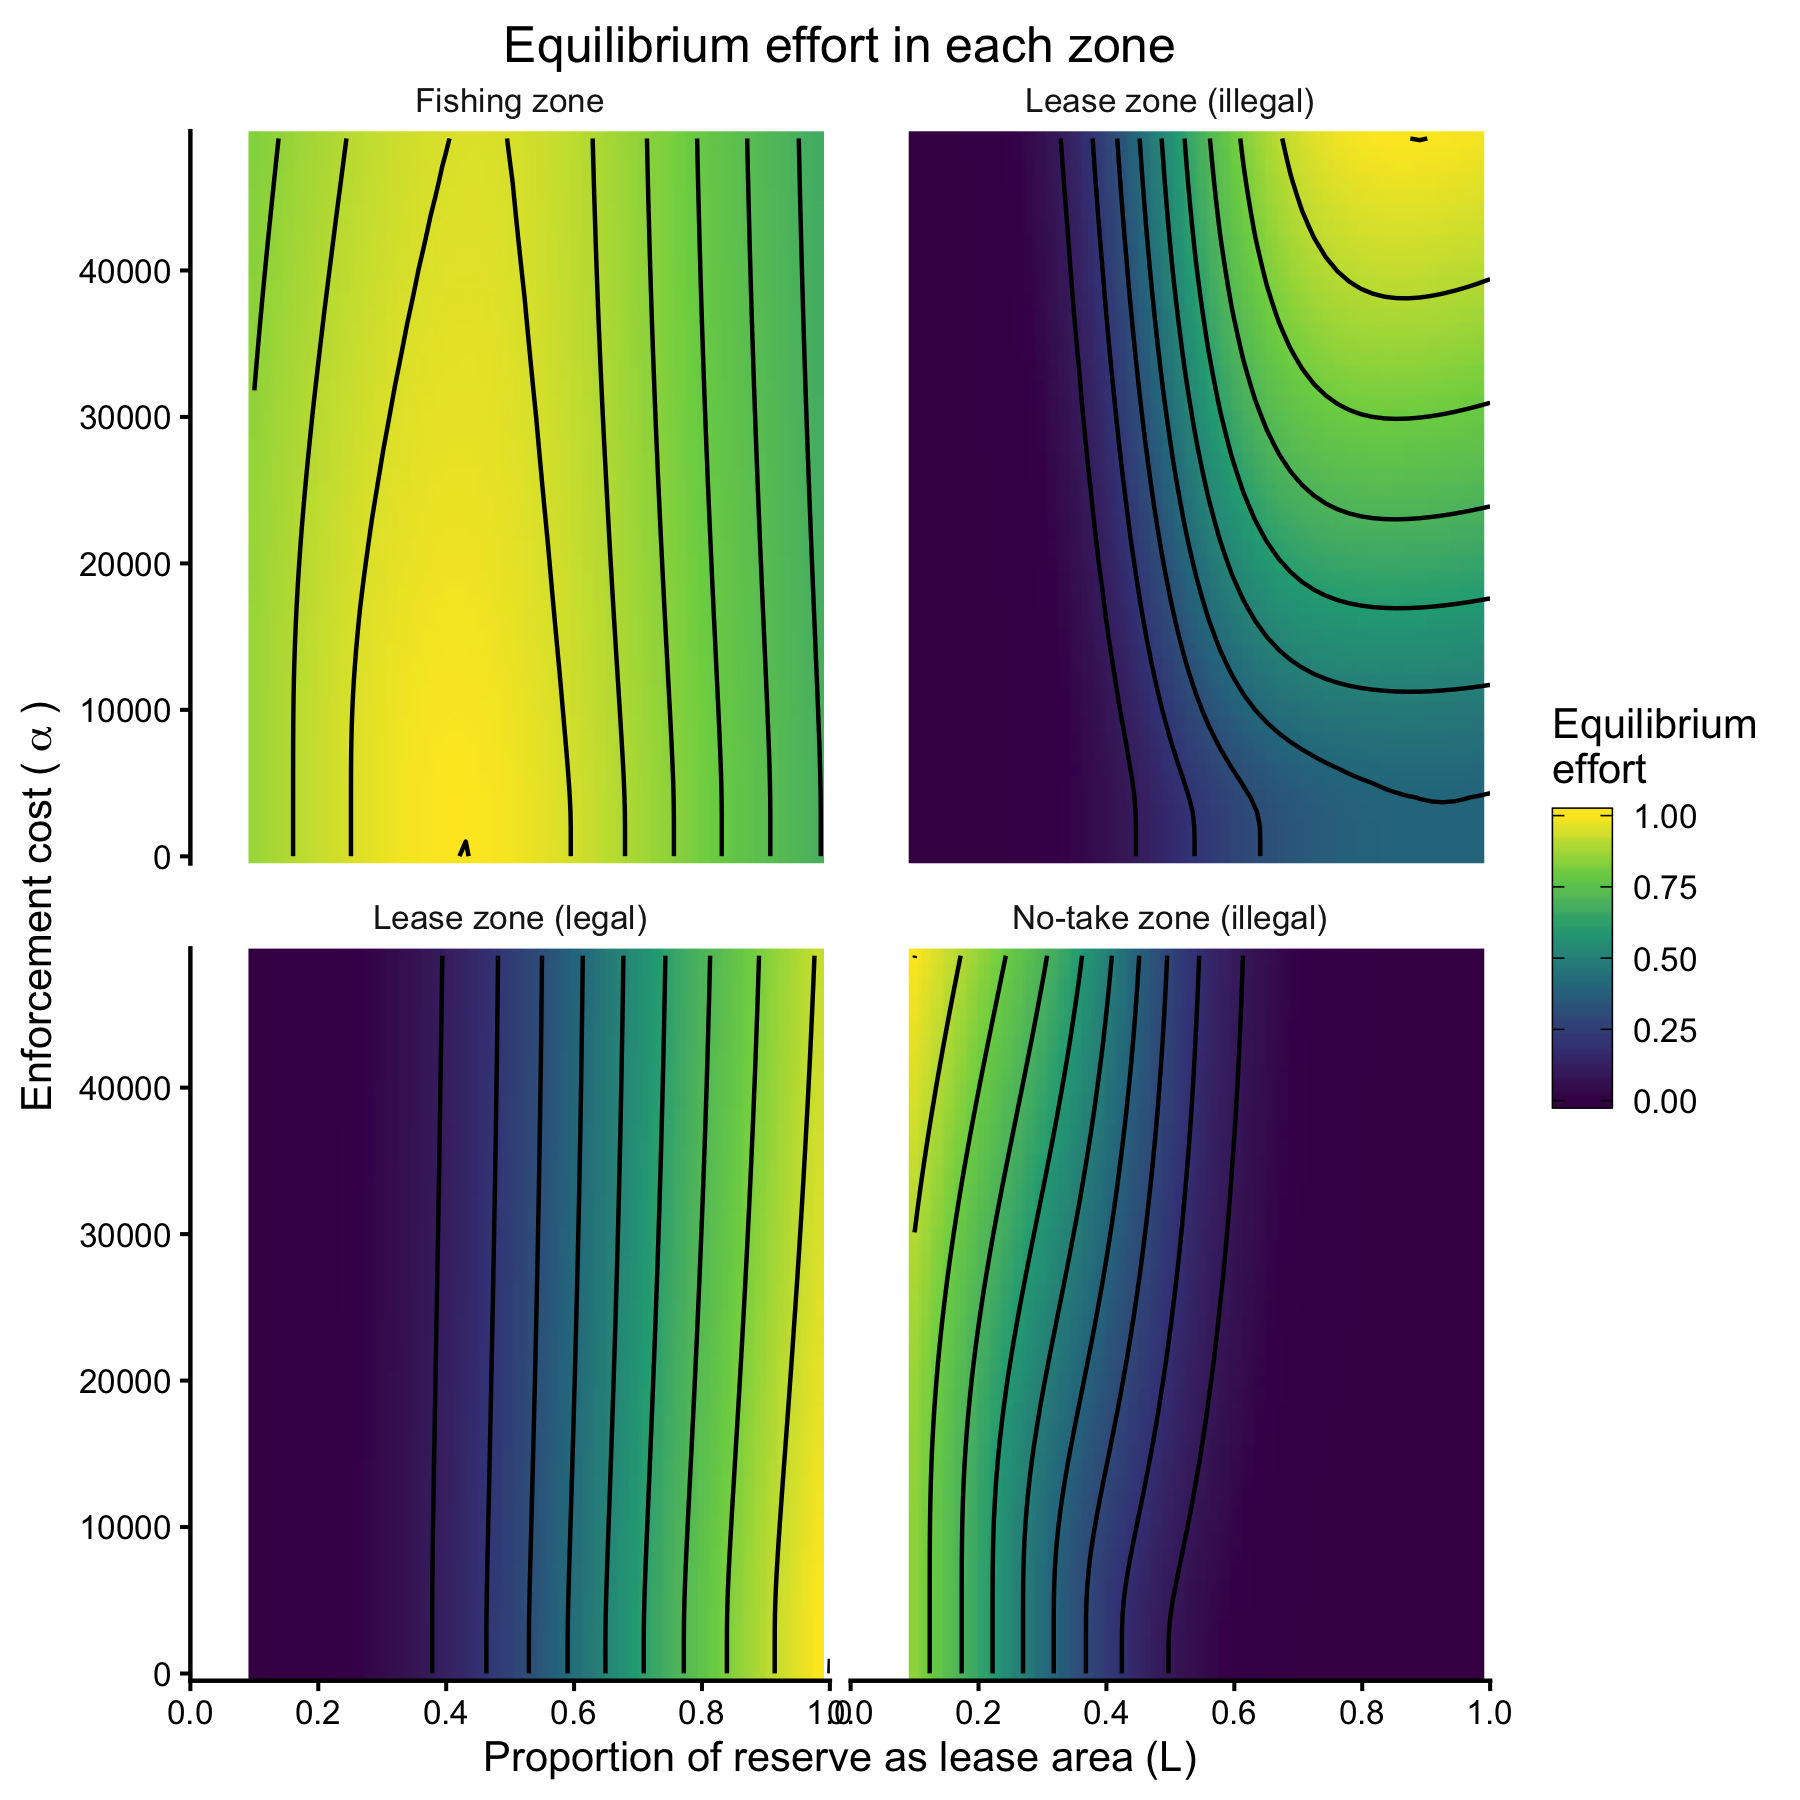 Equilibrium effort in each zone
Fishing zone
Lease zone (illegal)
40000
30000
20000
10000
0
Lease zone (legal)
No-take zone (illegal)
40000
30000
20000
10000
0
0.0 0.2 0.4 0.6 0.8 1.0
0.0 0.2 0.4 0.6 0.8 1.0
Proportion of reserve as lease area (L)
Enforcement cost ( α )
Equilibrium
effort
1.00
0.75
0.50
0.25
0.00